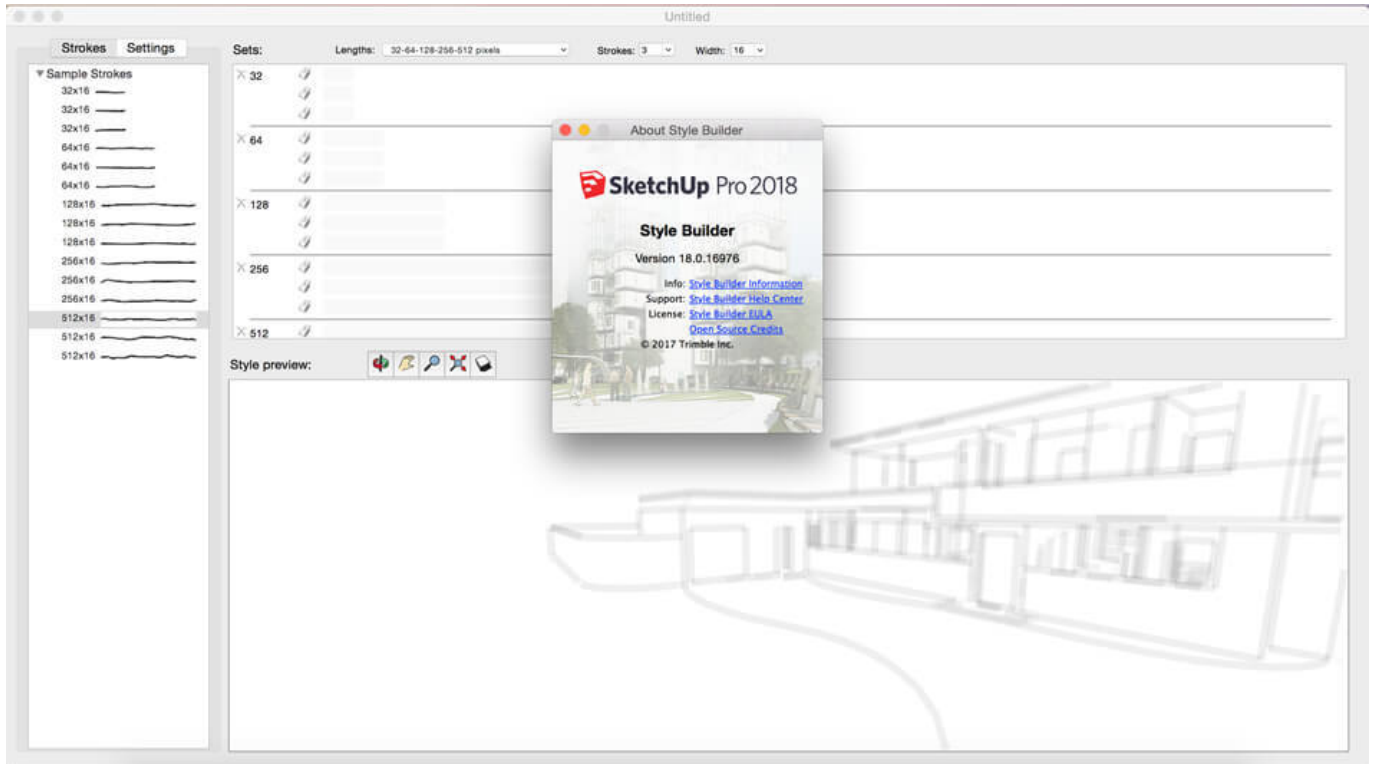 Untitled
Strokes Settings
Sets: Lengths: 32-64-128-256-512 pixels Strokes: 3 Width: 16
Sample Strokes
32x16
32x16
32x16
64x16
64x16
64x16
128x16
128x16
128x16
256x16
256x16
256x16
512x16
512x16
512x16
32
64
128
256
512
About Style Builder
SketchUp Pro 2018
Style Builder
Version 18.0.16976
Info: Style Builder Information
Support: Style Builder Help Center
License: Style Builder EULA
Open Source Credits
© 2017 Trimble Inc.
Style preview: